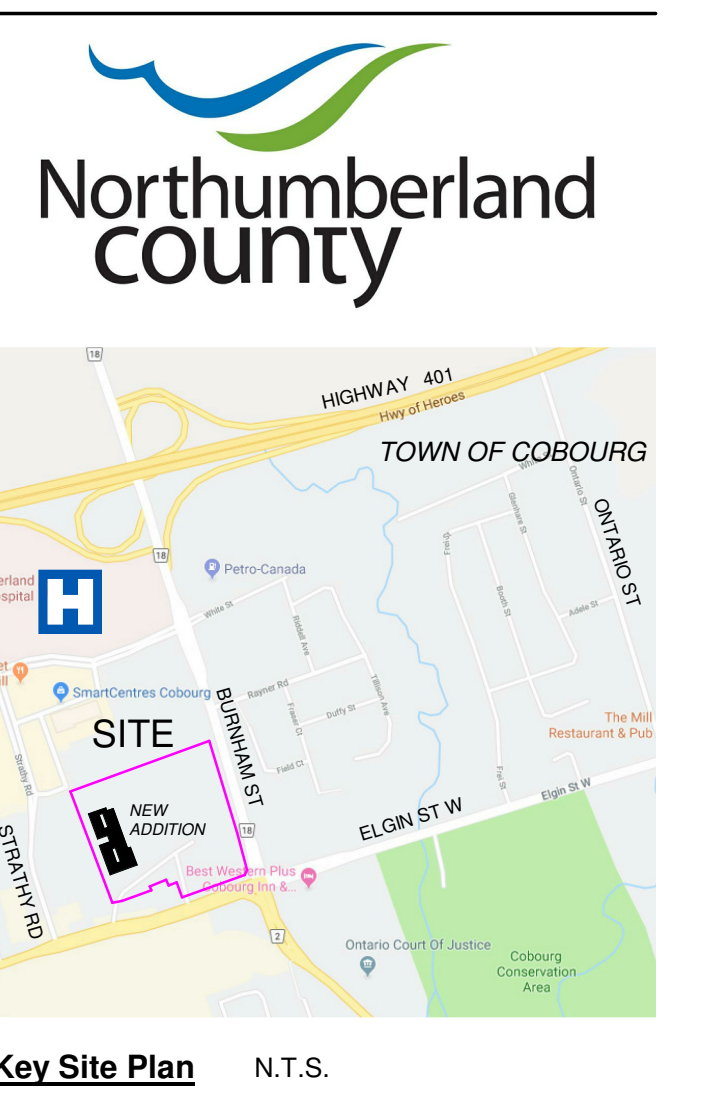 Northumberland
county
18
HIGHWAY 401
Hwy of Heroes
TOWN OF COBOURG
Ontario St
Glenhare St
ONTARIO ST
18
Petro-Canada
erland
spital
H
White St
Riddell Ave
Booth St
Adele St
SmartCentres Cobourg
Rayner Rd
Tillison Ave
Fraser Ct
Duffy St
BURNHAM ST
The Mill
Restaurant & Pub
SITE
Strathy Rd
Field Ct
Frei St
Elgin St W
NEW
ADDITION
ELGIN ST W
18
STRATHY RD
Best Western Plus
Cobourg Inn &...
2
Ontario Court Of Justice
Cobourg
Conservation
Area
Key Site Plan N.T.S.